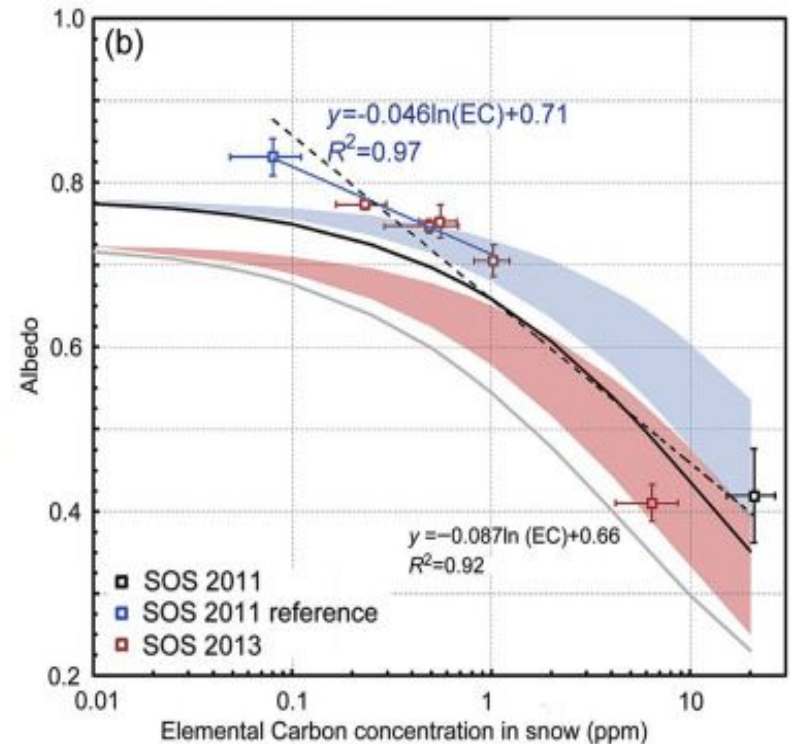 1.0
(b)
y=-0.046ln(EC)+0.71
R²=0.97
0.8
Albedo
0.6
0.4
y=−0.087ln (EC)+0.66
R²=0.92
SOS 2011
SOS 2011 reference
SOS 2013
0.2
0.01 0.1 1 10
Elemental Carbon concentration in snow (ppm)